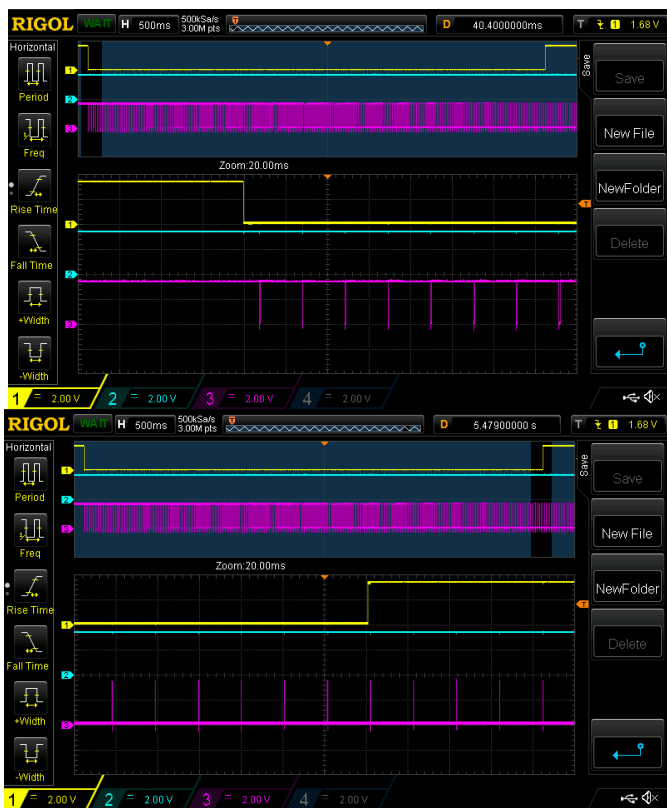 RIGOL WAIT H 500ms 500kSa/s 3.00M pts T D 40.4000000ms T 1 1.68 V
Horizontal
Period
Freq
Rise Time
Fall Time
+Width
-Width
1
2
3
Zoom:20.00ms
T
1
2
3
Save
Save
New File
NewFolder
Delete
1 = 2.00 V 2 = 2.00 V 3 = 2.00 V 4 = 2.00 V
RIGOL WAIT H 500ms 500kSa/s 3.00M pts T D 5.47900000 s T 1 1.68 V
Horizontal
Period
Freq
Rise Time
Fall Time
+Width
-Width
1
2
3
Zoom:20.00ms
T
1
2
3
Save
Save
New File
NewFolder
Delete
1 = 2.00 V 2 = 2.00 V 3 = 2.00 V 4 = 2.00 V